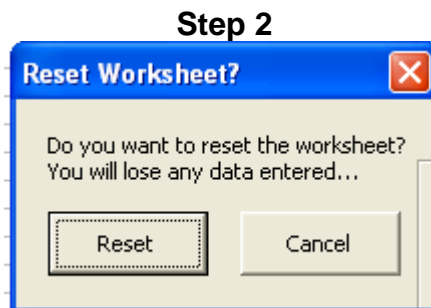 Step 2
Reset Worksheet?
Do you want to reset the worksheet?
You will lose any data entered...
Reset
Cancel